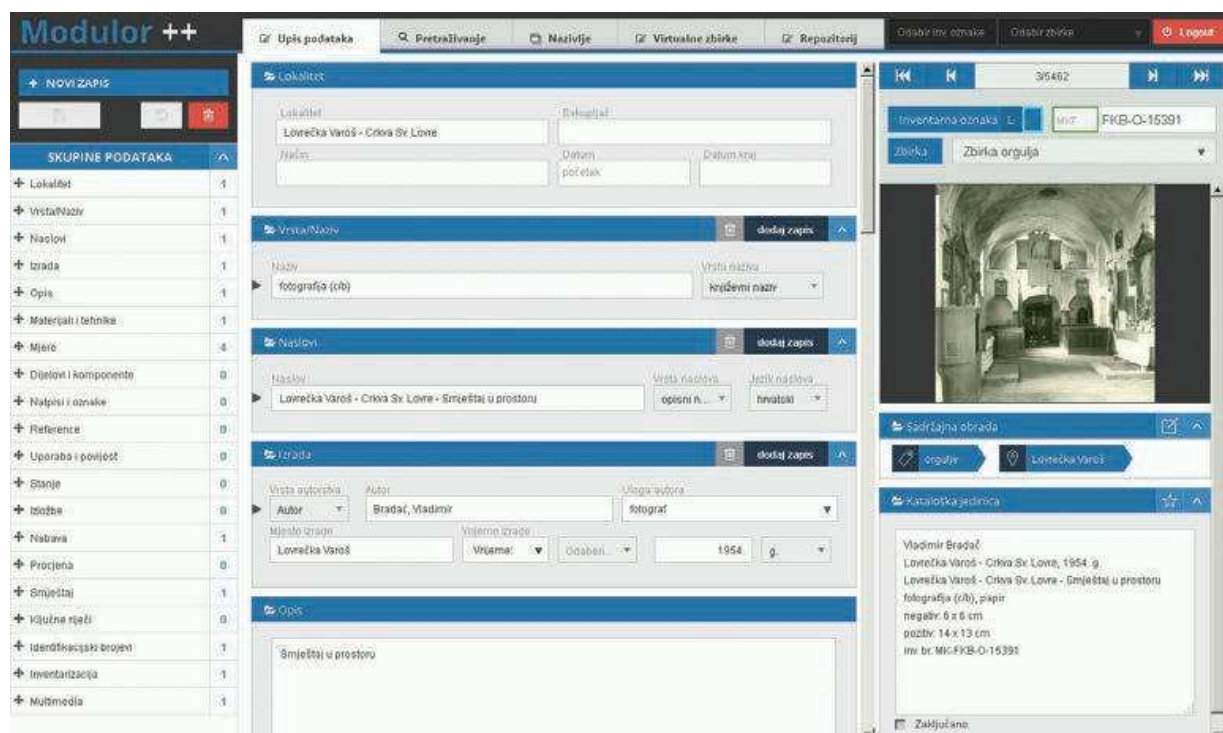 Modulor ++
Upis podataka
Pretraživanje
Nazivlje
Virtualne zbirke
Repozitorij
Odabir inv. oznake
Odabir zbirke
Logout
+ NOVI ZAPIS
SKUPINE PODATAKA
Lokalitet 1
Vrsta/Naziv 1
Naslovi 1
Izrada 1
Opis 1
Materijali i tehnike 1
Mjere 4
Dijelovi i komponente 0
Natpisi i oznake 0
Reference 0
Uporaba i povijest 0
Stanje 0
Izložbe 0
Nabava 1
Procjena 0
Smještaj 1
Ključne riječi 0
Identifikacijski brojevi 1
Inventarizacija 1
Multimedia 1
Lokalitet
Lokalitet
Sakupljač
Lovrečka Varoš - Crkva Sv. Lovre
Način
Datum
Datum kraj
početak
Vrsta/Naziv
dodaj zapis
Naziv
Vrsta naziva
fotografija (c/b)
književni naziv
Naslovi
dodaj zapis
Naslov
Vrsta naslova
Jezik naslova
Lovrečka Varoš - Crkva Sv. Lovre - Smještaj u prostoru
opisni n...
hrvatski
Izrada
dodaj zapis
Vrsta autorstva
Autor
Uloga autora
Autor
Bradač, Vladimir
fotograf
Mjesto izrade
Vrijeme izrade
Lovrečka Varoš
Vrijeme:
Odaberi...
1954.
g.
Opis
Smještaj u prostoru
3/5462
Inventarna oznaka
FKB-O-15391
Zbirka
Zbirka orgulja
Sadržajna obrada
orgulje
Lovrečka Varoš
Kataloška jedinica
Vladimir Bradač
Lovrečka Varoš - Crkva Sv. Lovre, 1954. g.
Lovrečka Varoš - Crkva Sv. Lovre - Smještaj u prostoru
fotografija (c/b), papir
negativ: 6 x 6 cm
pozitiv: 14 x 13 cm
inv. br. MK-FKB-O-15391
Zaključano